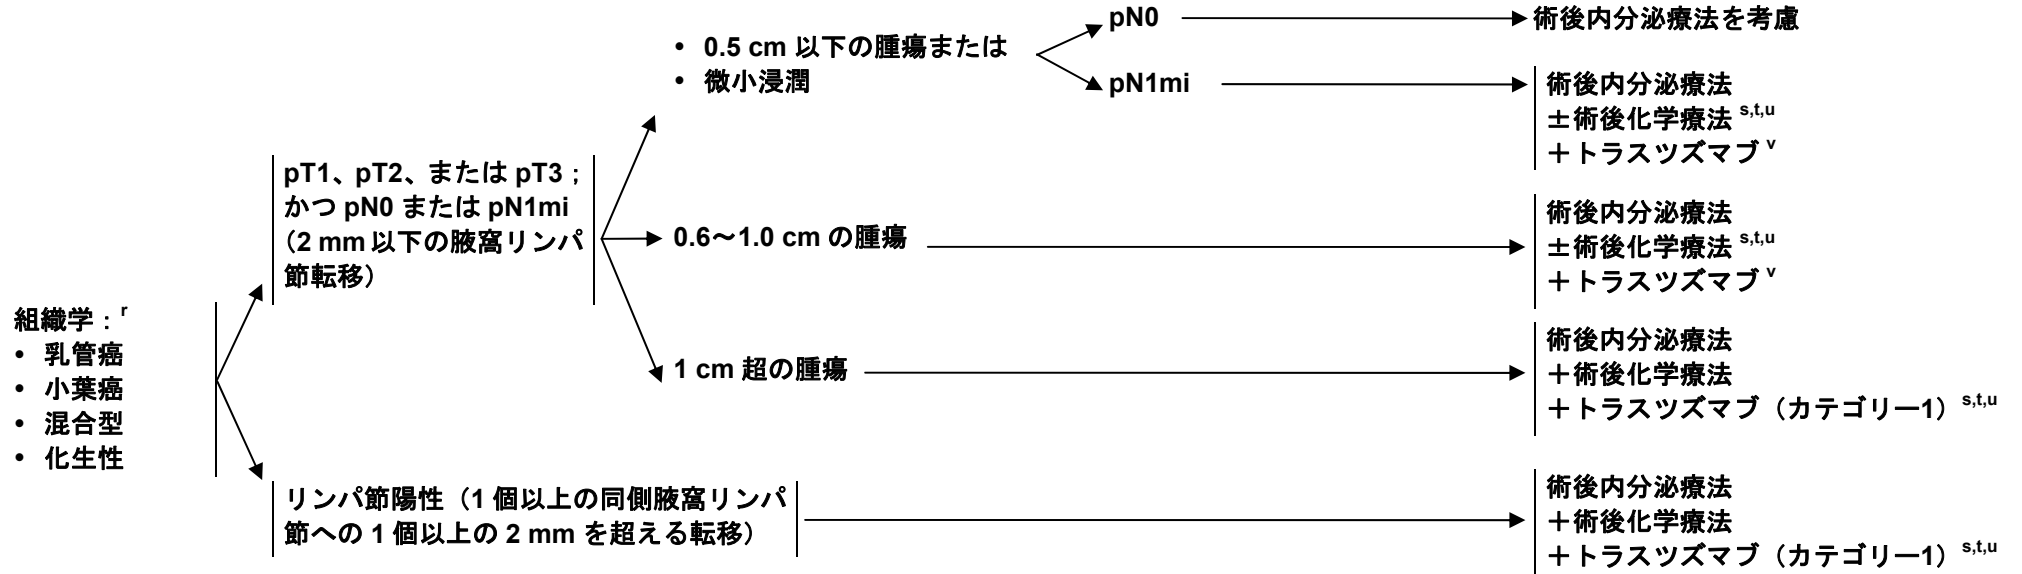 組織学：r
• 乳管癌
• 小葉癌
• 混合型
• 化生性
pT1、pT2、または pT3；
かつ pN0 または pN1mi
（2 mm 以下の腋窩リンパ
節転移）
• 0.5 cm 以下の腫瘍または
• 微小浸潤
pN0
術後内分泌療法を考慮
pN1mi
術後内分泌療法
±術後化学療法 s,t,u
＋トラスツズマブ v
0.6～1.0 cm の腫瘍
術後内分泌療法
±術後化学療法 s,t,u
＋トラスツズマブ v
1 cm 超の腫瘍
術後内分泌療法
＋術後化学療法
＋トラスツズマブ（カテゴリー1）s,t,u
リンパ節陽性（1 個以上の同側腋窩リンパ
節への 1 個以上の 2 mm を超える転移）
術後内分泌療法
＋術後化学療法
＋トラスツズマブ（カテゴリー1）s,t,u